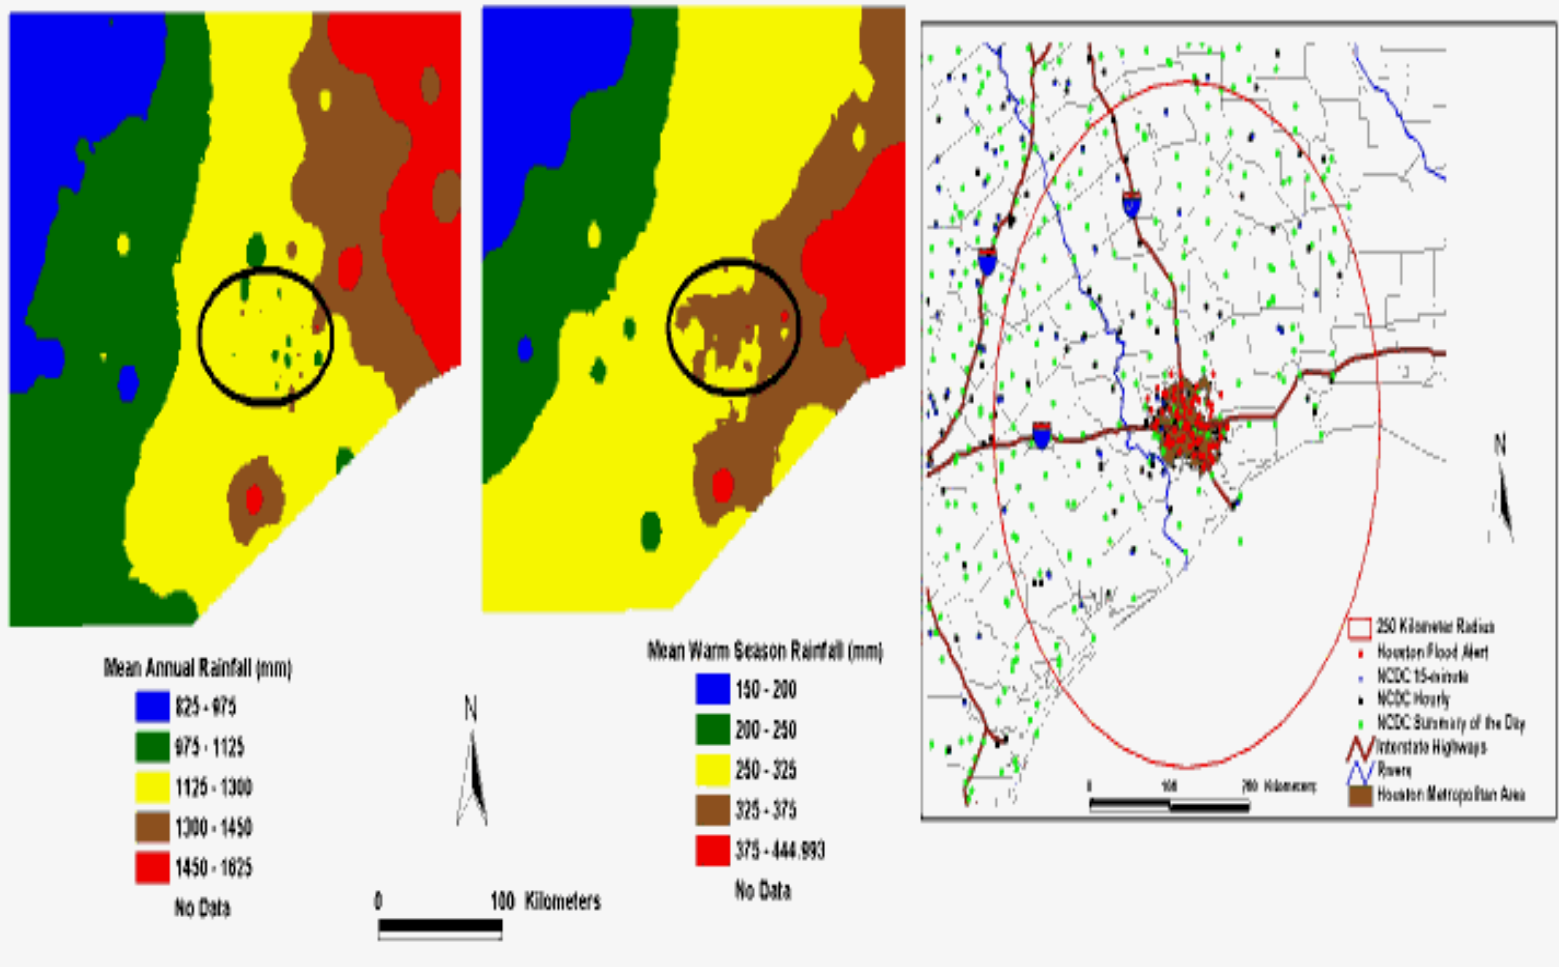 Mean Annual Rainfall (mm)
825 - 975
975 - 1125
1125 - 1300
1300 - 1450
1450 - 1625
No Data
N
0 100 Kilometers
Mean Warm Season Rainfall (mm)
150 - 200
200 - 250
250 - 325
325 - 375
375 - 444.993
No Data
N
250 Kilometer Radius
Houston Flood Alert
NCDC 15-minute
NCDC Hourly
NCDC Summary of the Day
Interstate Highways
Rivers
Houston Metropolitan Area
0 100 200 Kilometers